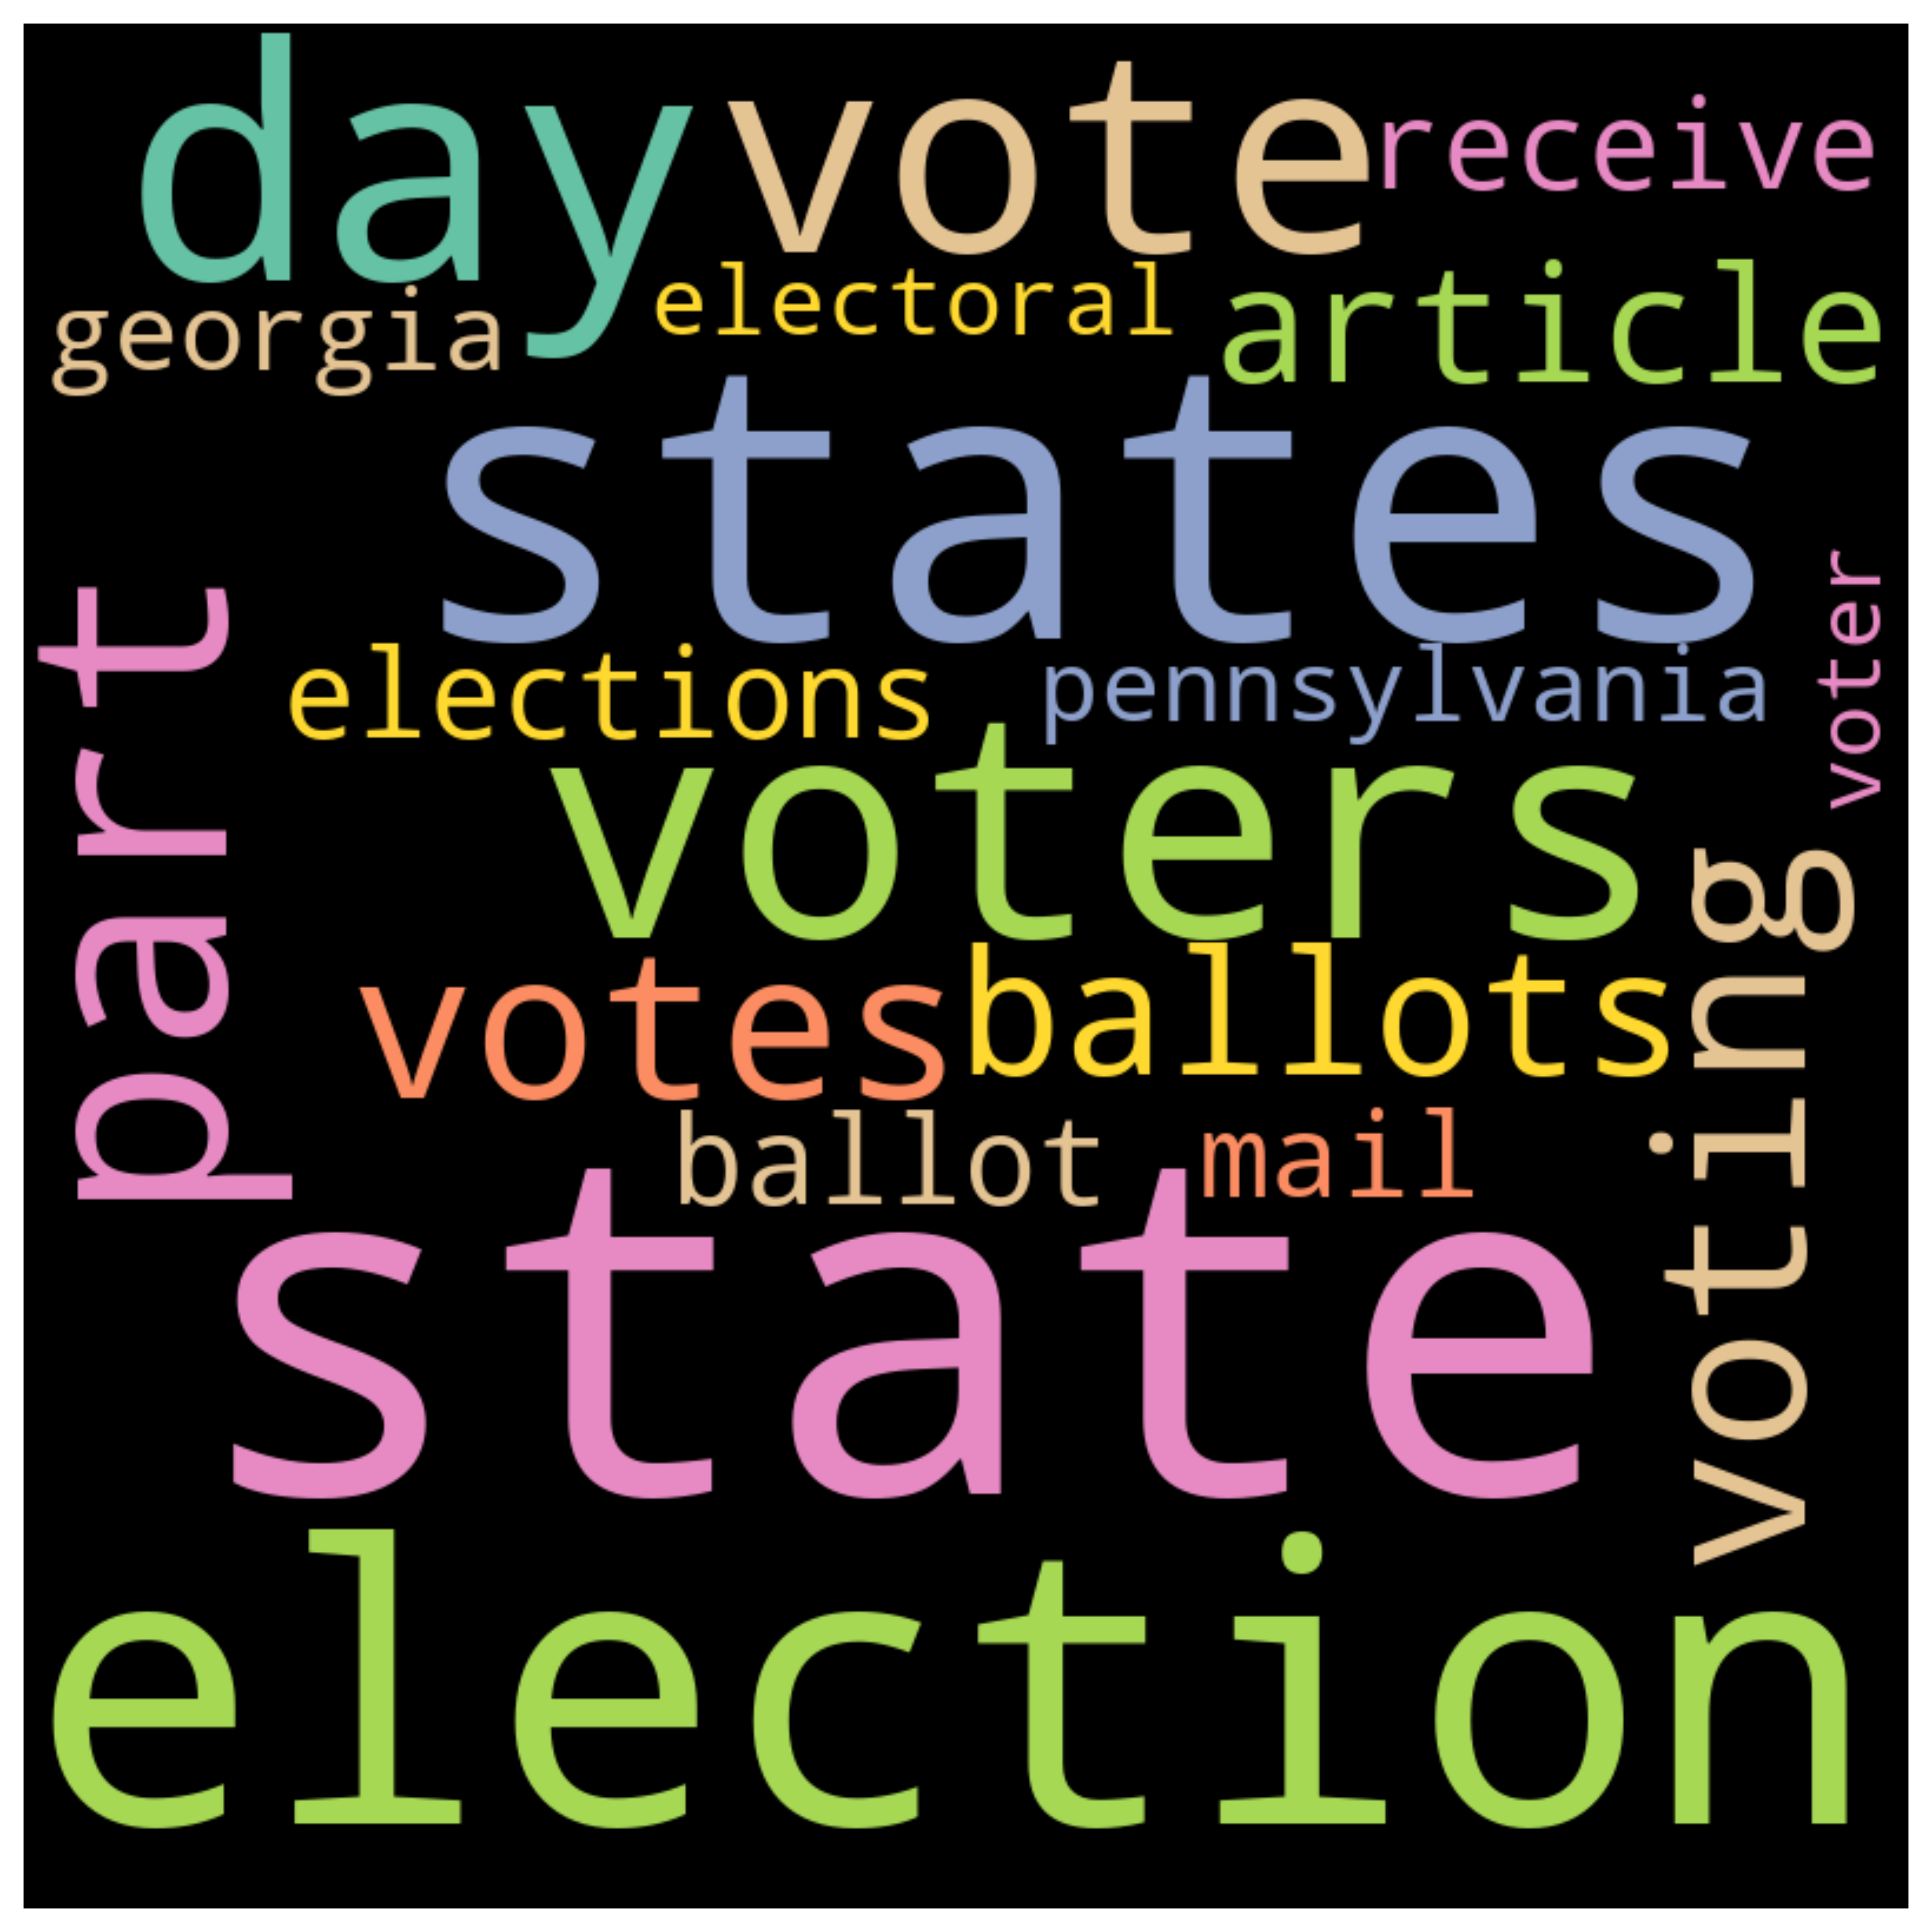 day vote receive
georgia electoral article
states
part
elections pennsylvania voter
voters
votes ballots voting
ballot mail
state
election